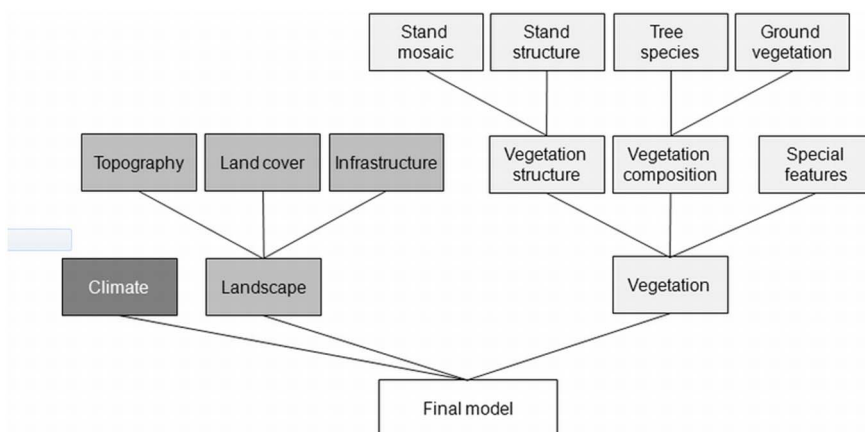 Stand
mosaic
Stand
structure
Tree
species
Ground
vegetation
Topography
Land cover
Infrastructure
Vegetation
structure
Vegetation
composition
Special
features
Climate
Landscape
Vegetation
Final model